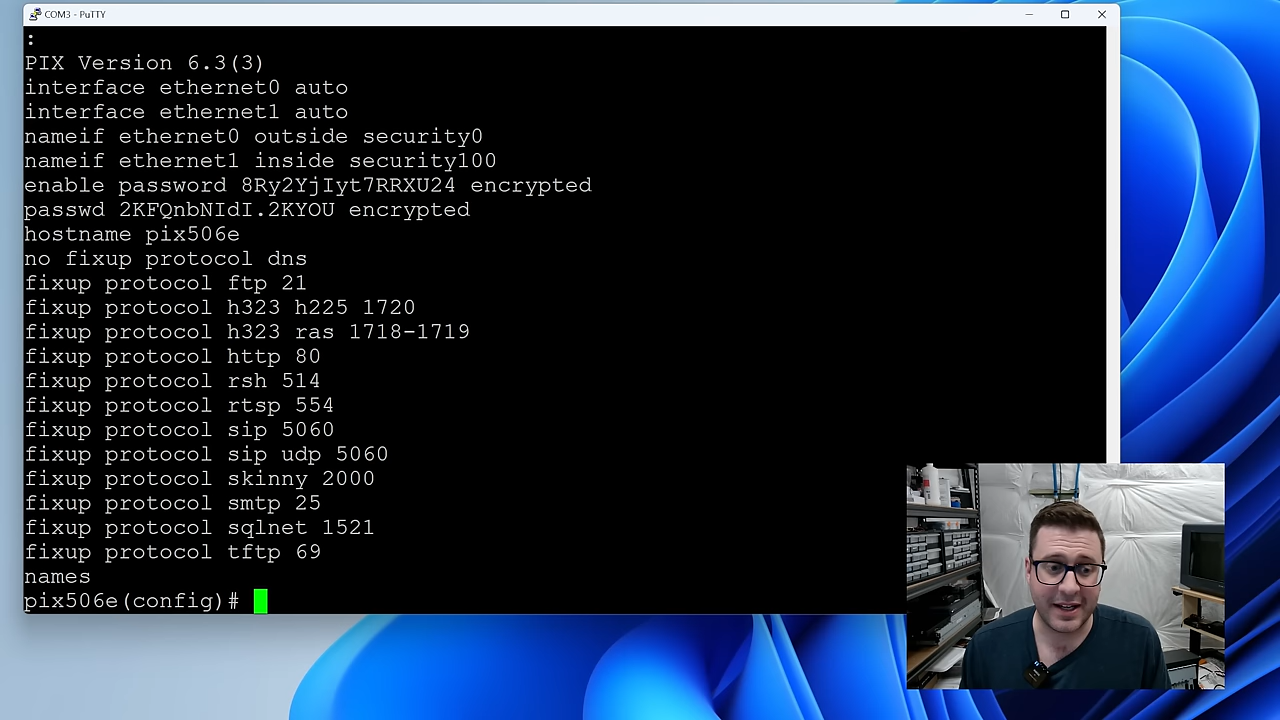 COM3 - PuTTY
:
PIX Version 6.3(3)
interface ethernet0 auto
interface ethernet1 auto
nameif ethernet0 outside security0
nameif ethernet1 inside security100
enable password 8Ry2YjIyt7RRXU24 encrypted
passwd 2KFQnbNIdI.2KYOU encrypted
hostname pix506e
no fixup protocol dns
fixup protocol ftp 21
fixup protocol h323 h225 1720
fixup protocol h323 ras 1718-1719
fixup protocol http 80
fixup protocol rsh 514
fixup protocol rtsp 554
fixup protocol sip 5060
fixup protocol sip udp 5060
fixup protocol skinny 2000
fixup protocol smtp 25
fixup protocol sqlnet 1521
fixup protocol tftp 69
names
pix506e(config)#